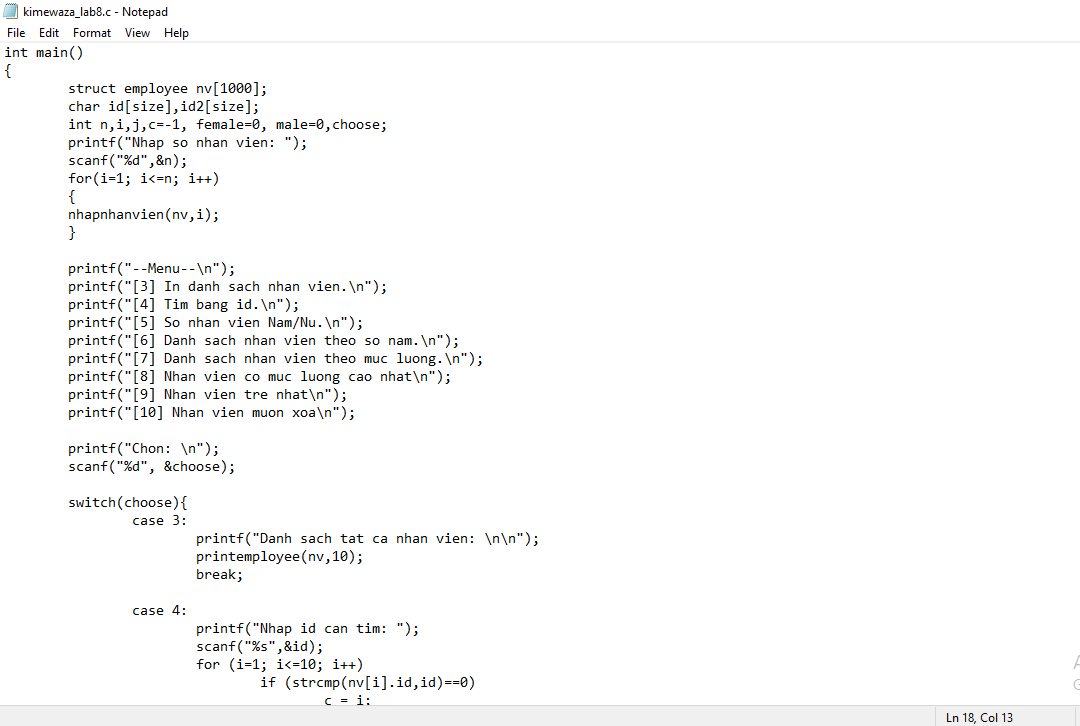 kimewaza_lab8.c - Notepad
File Edit Format View Help
int main()
{
struct employee nv[1000];
char id[size],id2[size];
int n,i,j,c=-1, female=0, male=0,choose;
printf("Nhap so nhan vien: ");
scanf("%d",&n);
for(i=1; i<=n; i++)
{
nhapnhanvien(nv,i);
}
printf("--Menu--\n");
printf("[3] In danh sach nhan vien.\n");
printf("[4] Tim bang id.\n");
printf("[5] So nhan vien Nam/Nu.\n");
printf("[6] Danh sach nhan vien theo so nam.\n");
printf("[7] Danh sach nhan vien theo muc luong.\n");
printf("[8] Nhan vien co muc luong cao nhat\n");
printf("[9] Nhan vien tre nhat\n");
printf("[10] Nhan vien muon xoa\n");
printf("Chon: \n");
scanf("%d", &choose);
switch(choose){
case 3:
printf("Danh sach tat ca nhan vien: \n\n");
printemployee(nv,10);
break;
case 4:
printf("Nhap id can tim: ");
scanf("%s",&id);
for (i=1; i<=10; i++)
if (strcmp(nv[i].id,id)==0)
c = i;
Ln 18, Col 13